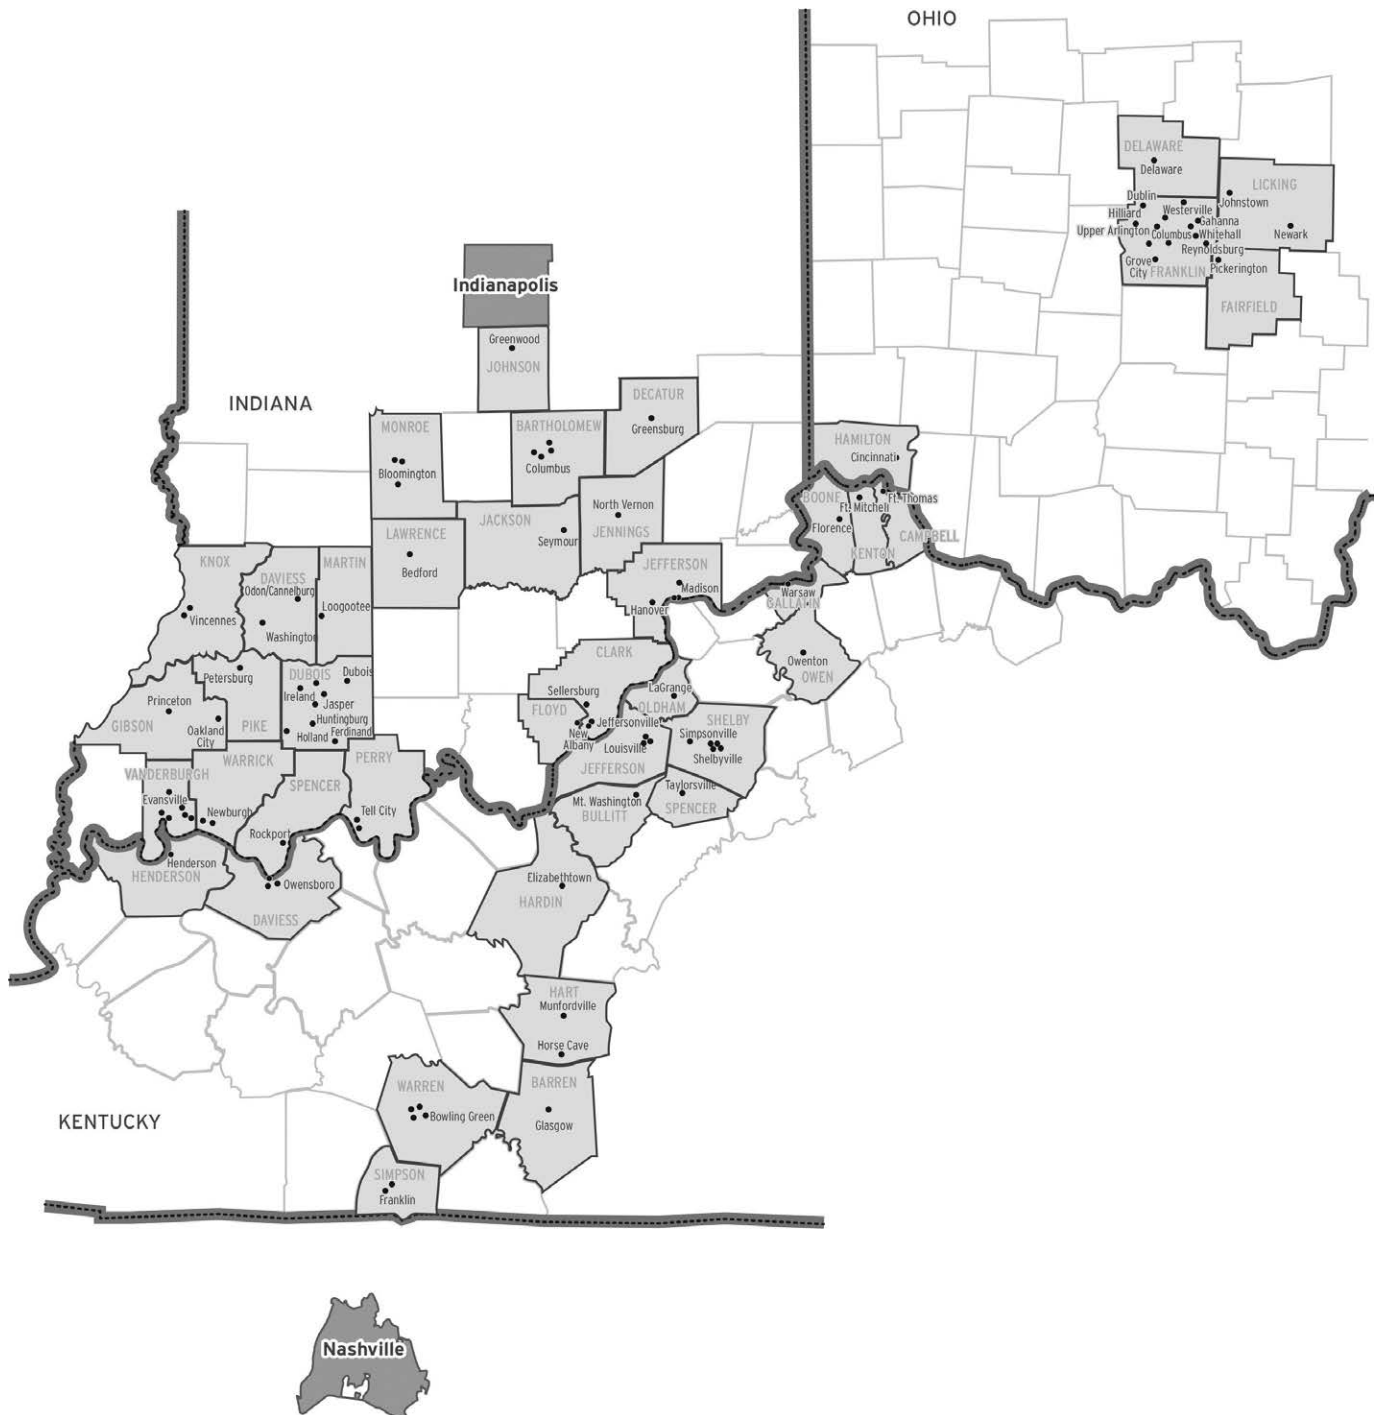 OHIO
DELAWARE
Delaware
LICKING
Dublin
Johnstown
Westerville
Hilliard
Gahanna
Upper Arlington
Columbus
Whitehall
Newark
Reynoldsburg
Grove
City
FRANKLIN
Pickerington
FAIRFIELD
Indianapolis
Greenwood
JOHNSON
INDIANA
DECATUR
Greensburg
MONROE
BARTHOLOMEW
Bloomington
Columbus
HAMILTON
Cincinnati
BOONE
Ft. Thomas
Ft. Mitchell
Florence
CAMPBELL
KENTON
North Vernon
JENNINGS
JACKSON
Seymour
LAWRENCE
Bedford
KNOX
DAVIESS
MARTIN
Odon/Cannelburg
Loogootee
Vincennes
Washington
JEFFERSON
Madison
Hanover
Warsaw
GALLATIN
Owenton
OWEN
CLARK
Petersburg
DUBOIS
Dubois
Ireland
Jasper
Princeton
Huntingburg
GIBSON
Oakland
City
PIKE
Holland
Ferdinand
Sellersburg
LaGrange
OLDHAM
FLOYD
SHELBY
Jeffersonville
New
Albany
Simpsonville
Louisville
Shelbyville
JEFFERSON
WARRICK
PERRY
VANDERBURGH
SPENCER
Taylorsville
SPENCER
Evansville
Mt. Washington
BULLITT
Newburgh
Tell City
Rockport
Henderson
HENDERSON
Owensboro
DAVIESS
Elizabethtown
HARDIN
HART
Munfordville
Horse Cave
WARREN
BARREN
Bowling Green
Glasgow
KENTUCKY
SIMPSON
Franklin
Nashville